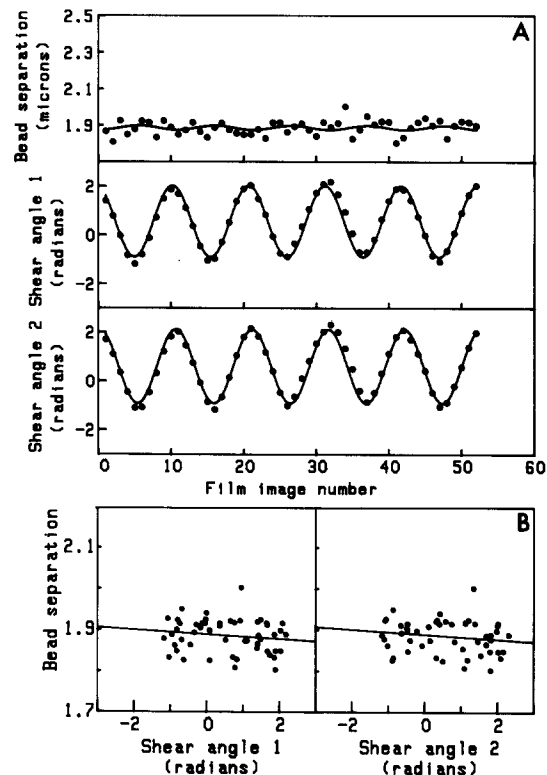 A
2.5
2.3
2.1
1.9
Bead separation
(microns)
2
0
-2
Shear angle 1
(radians)
2
0
-2
Shear angle 2
(radians)
0 10 20 30 40 50 60
Film image number
B
2.1
1.9
1.7
Bead separation
-2 0 2 -2 0 2
Shear angle 1 Shear angle 2
(radians) (radians)